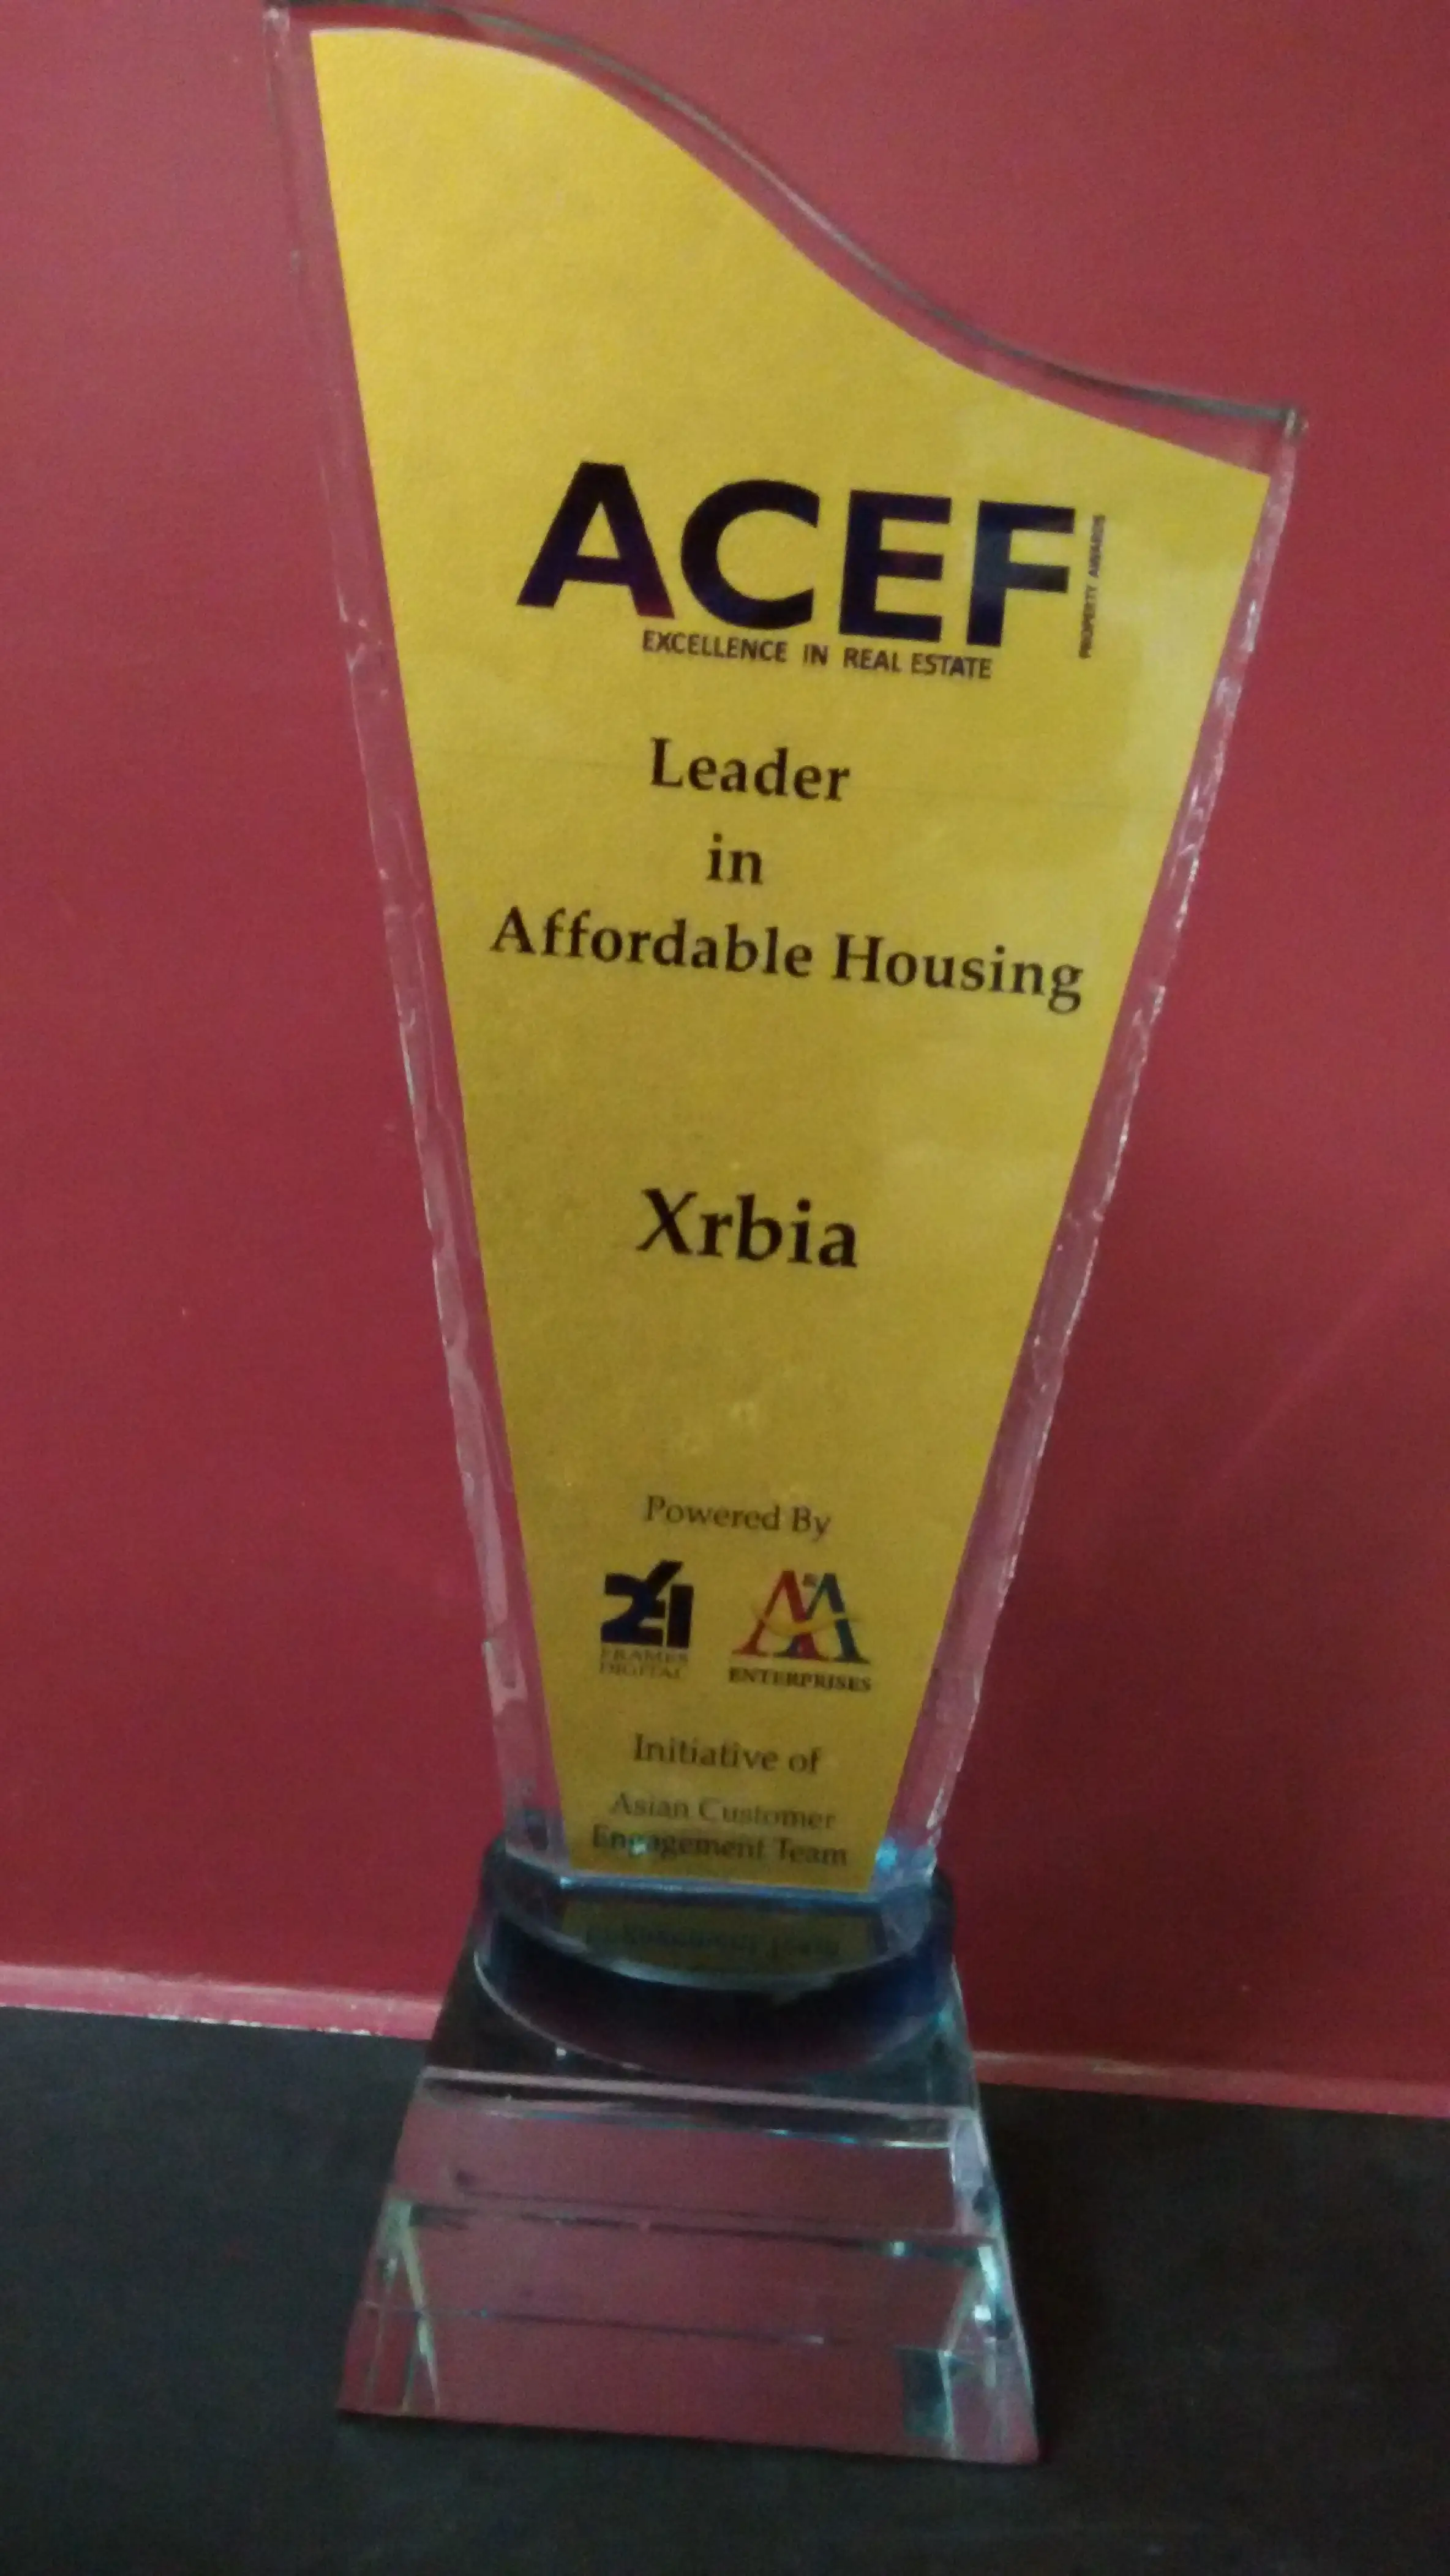 ACEF
PROPERTY AWARDS
EXCELLENCE IN REAL ESTATE
Leader
in
Affordable Housing
Xrbia
Powered By
21
FRAMES
DIGITAL
A A
ENTERPRISES
Initiative of
Asian Customer
Engagement Team